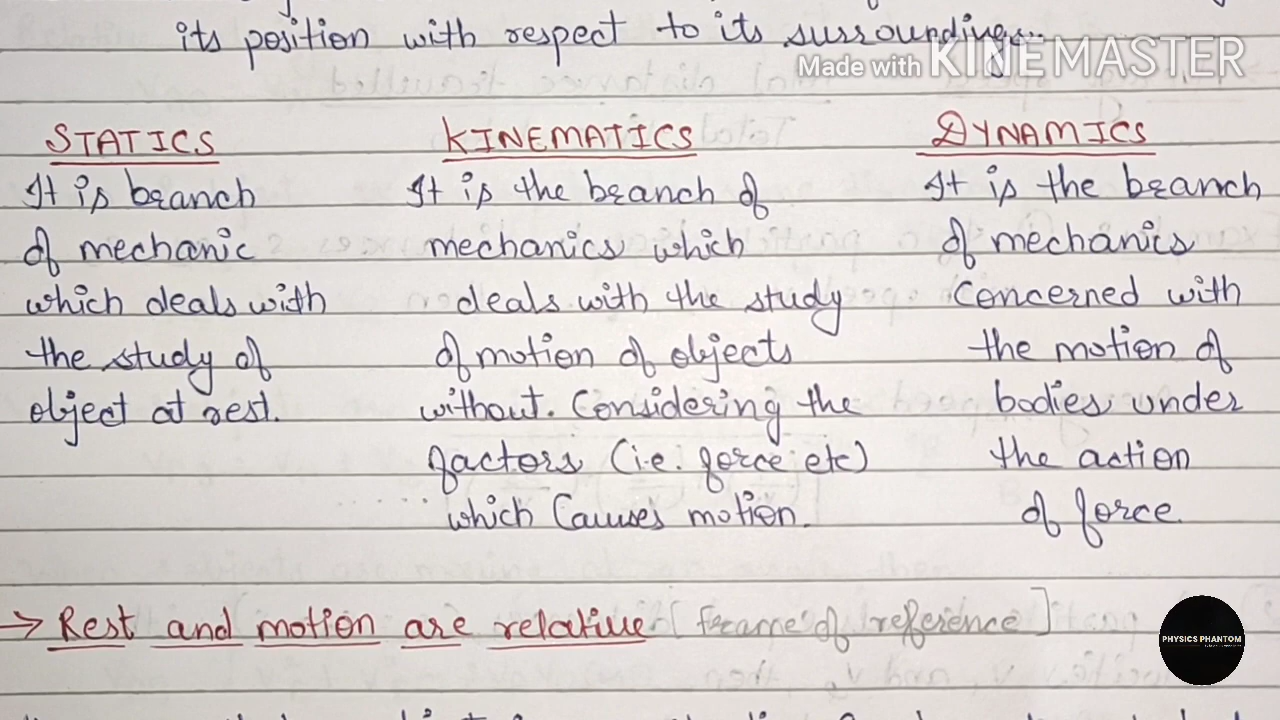 its position with respect to its surroundings.
Made with KINEMASTER
STATICS
It is branch
of mechanic
which deals with
the study of
object at rest.
KINEMATICS
It is the branch of
mechanics which
deals with the study
of motion of objects
without. Considering the
factors (i.e. force etc)
which Causes motion.
DYNAMICS
It is the branch
of mechanics
Concerned with
the motion of
bodies under
the action
of force.
→ Rest and motion are relative [Frame of reference]
PHYSICS PHANTOM